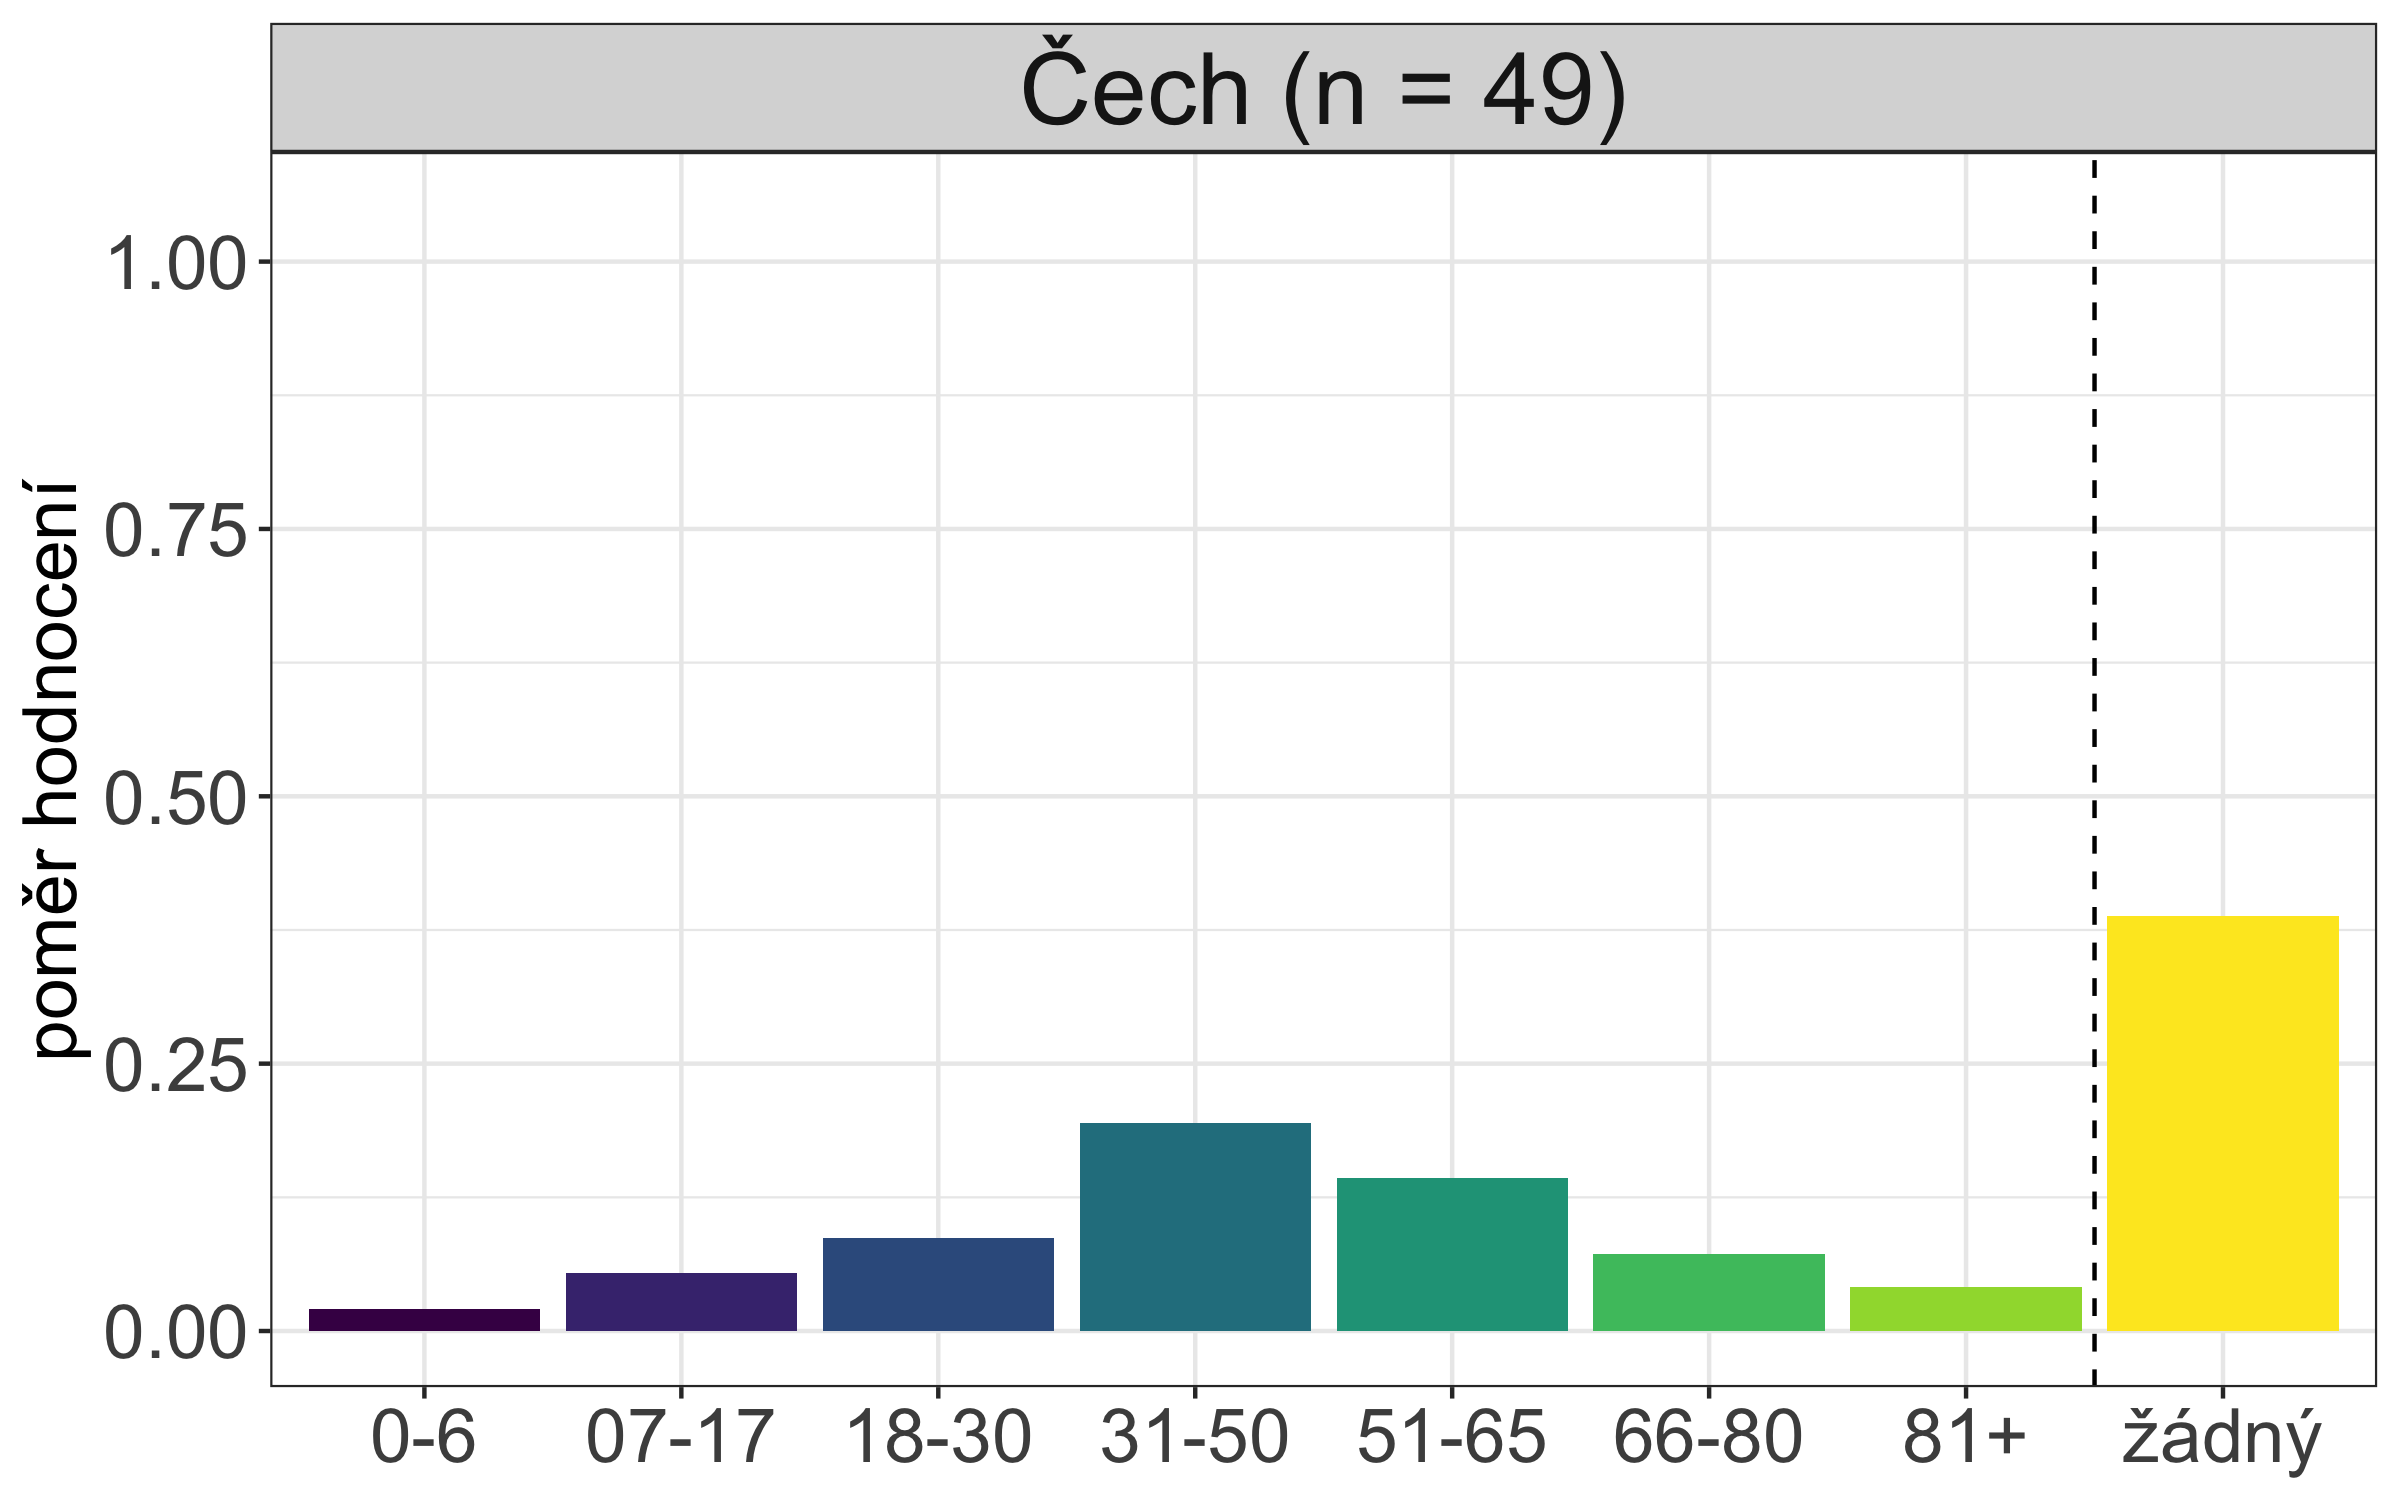 Čech (n = 49)
poměr hodnocení
1.00
0.75
0.50
0.25
0.00
0-6 07-17 18-30 31-50 51-65 66-80 81+ žádný